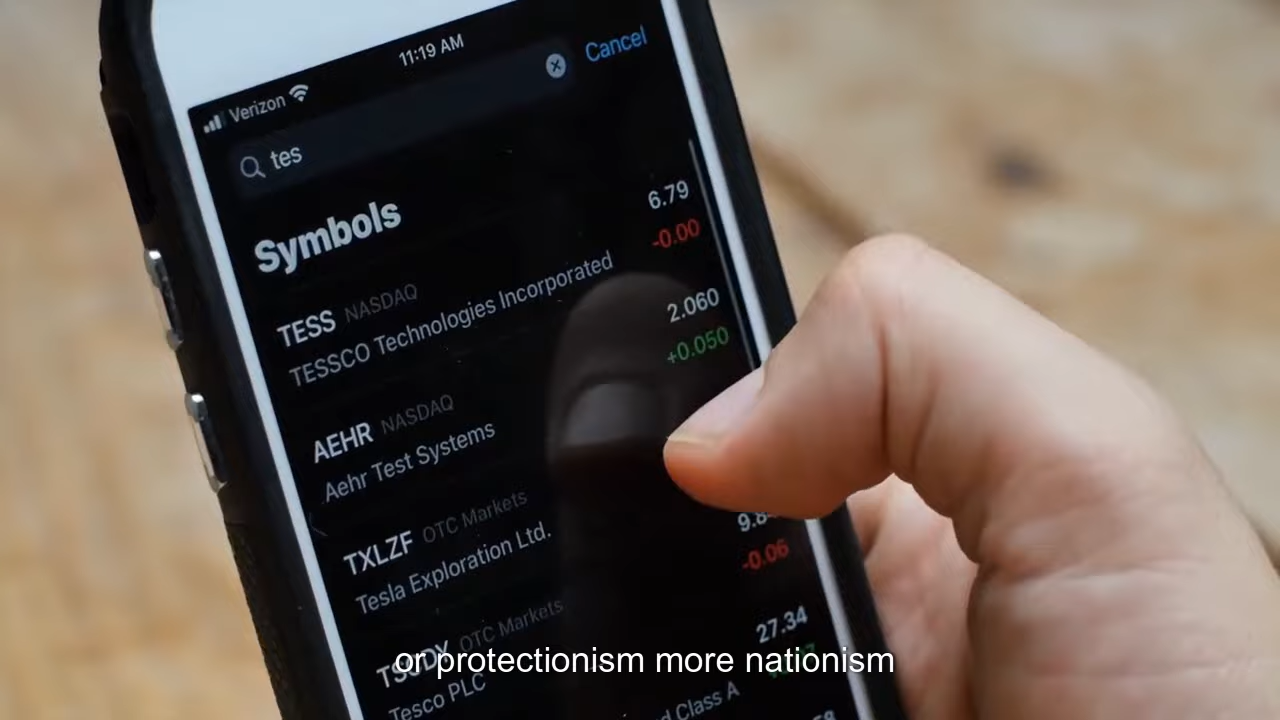 11:19 AM
Verizon
Cancel
tes
Symbols
6.79
-0.00
TESS NASDAQ
TESSCO Technologies Incorporated
2.060
+0.050
AEHR NASDAQ
Aehr Test Systems
TXLZF OTC Markets
Tesla Exploration Ltd.
-0.06
OTC Markets
27.34
Tesco PLC
d Class A
or protectionism more nationism